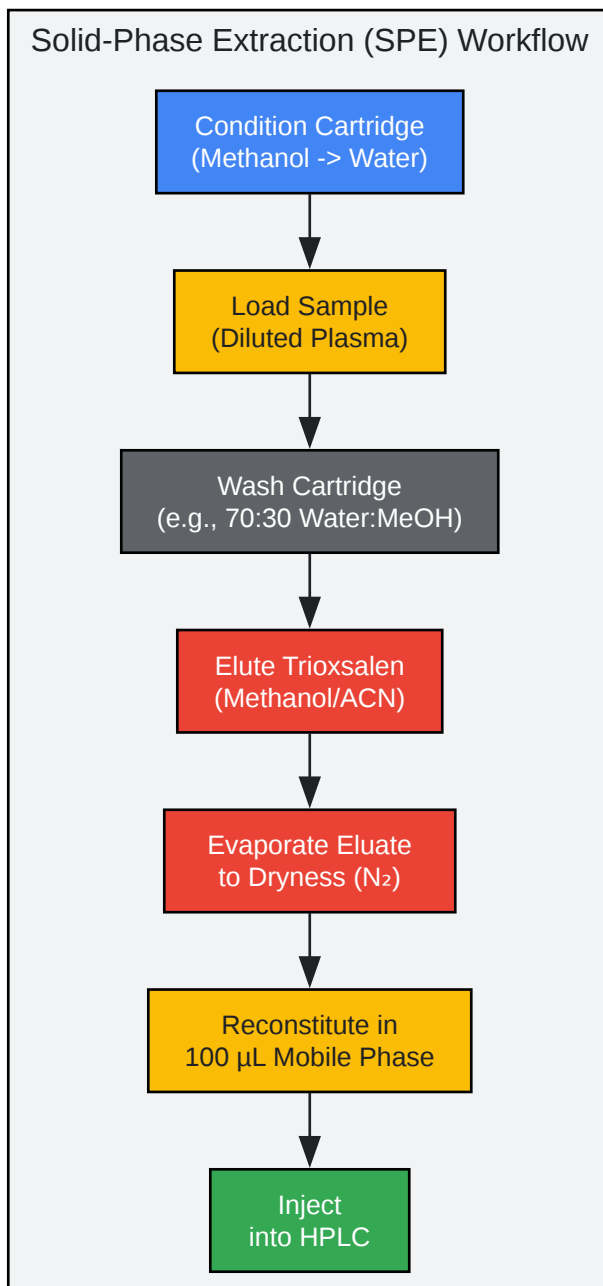 Solid-Phase Extraction (SPE) Workflow
Condition Cartridge
(Methanol -> Water)
Load Sample
(Diluted Plasma)
Wash Cartridge
(e.g., 70:30 Water:MeOH)
Elute Trioxsalen
(Methanol/ACN)
Evaporate Eluate
to Dryness (N₂)
Reconstitute in
100 µL Mobile Phase
Inject
into HPLC